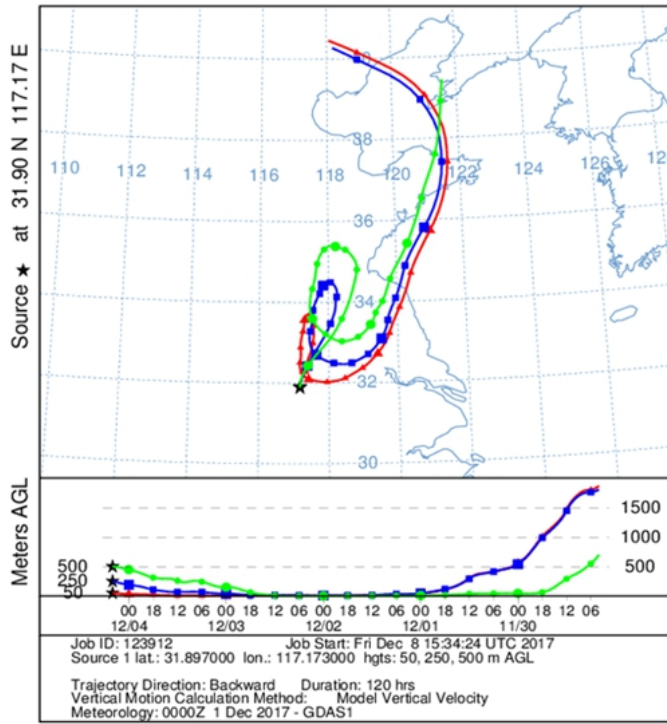 Source ★ at 31.90 N 117.17 E
38
110 112 114 116 118 120 122 124 126
36
34
32
30
Meters AGL
1500
1000
500 500
250
50
00 18 12 06 00 18 12 06 00 18 12 06 00 18 12 06 00 18 12 06
12/04 12/03 12/02 12/01 11/30
Job ID: 123912 Job Start: Fri Dec 8 15:34:24 UTC 2017
Source 1 lat.: 31.897000 lon.: 117.173000 hgts: 50, 250, 500 m AGL
Trajectory Direction: Backward Duration: 120 hrs
Vertical Motion Calculation Method: Model Vertical Velocity
Meteorology: 0000Z 1 Dec 2017 - GDAS1